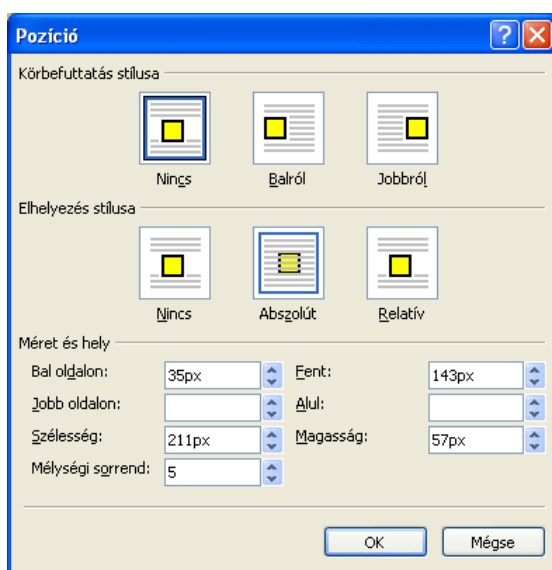 Pozíció
Körbefuttatás stílusa
Nincs Balról Jobbról
Elhelyezés stílusa
Nincs Abszolút Relatív
Méret és hely
Bal oldalon: 35px Fent: 143px
Jobb oldalon: Alul:
Szélesség: 211px Magasság: 57px
Mélységi sorrend: 5
OK Mégse